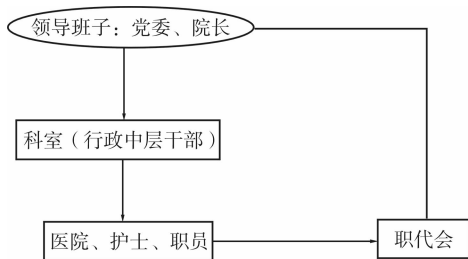 领导班子：党委、院长
科室（行政中层干部）
医院、护士、职员
职代会